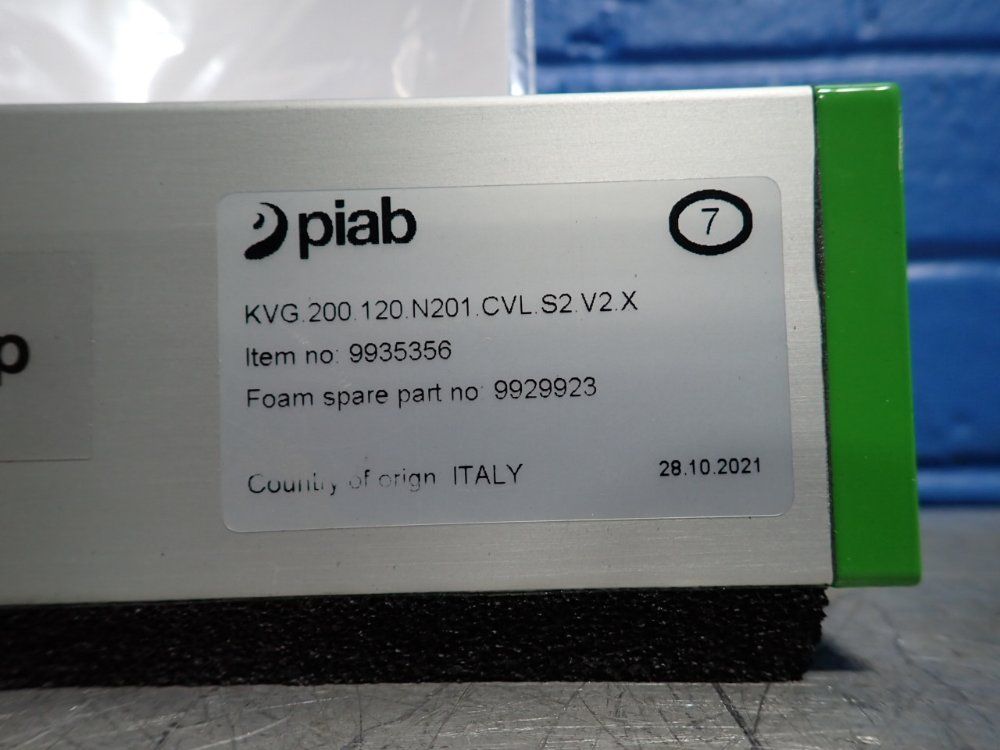 piab
7
KVG.200.120.N201.CVL.S2.V2.X
Item no: 9935356
Foam spare part no: 9929923
Country of orign ITALY
28.10.2021
p